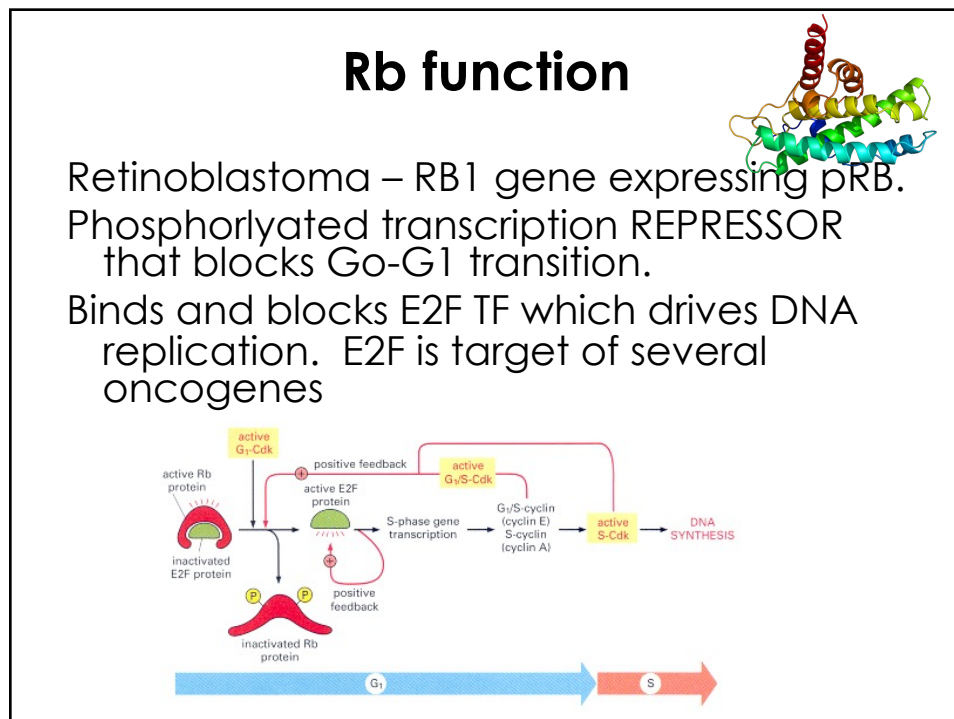 Rb function
Retinoblastoma – RB1 gene expressing pRB.
Phosphorlyated transcription REPRESSOR
that blocks Go-G1 transition.
Binds and blocks E2F TF which drives DNA
replication.  E2F is target of several
oncogenes
active
G₁-Cdk
positive feedback
active
G₁/S-Cdk
active Rb
protein
active E2F
protein
S-phase gene
transcription
G₁/S-cyclin
(cyclin E)
S-cyclin
(cyclin A)
active
S-Cdk
DNA
SYNTHESIS
inactivated
E2F protein
positive
feedback
P
P
inactivated Rb
protein
G₁
S